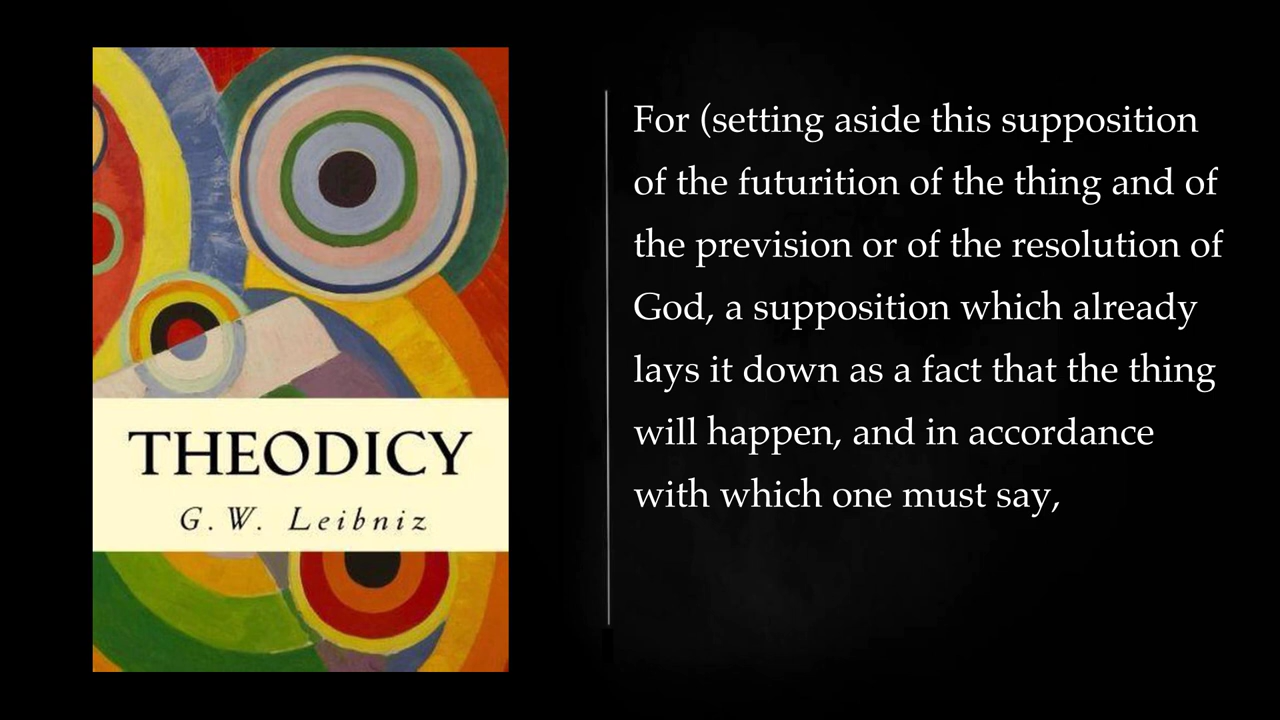 THEODICY
G.W. Leibniz
For (setting aside this supposition
of the futurition of the thing and of
the prevision or of the resolution of
God, a supposition which already
lays it down as a fact that the thing
will happen, and in accordance
with which one must say,